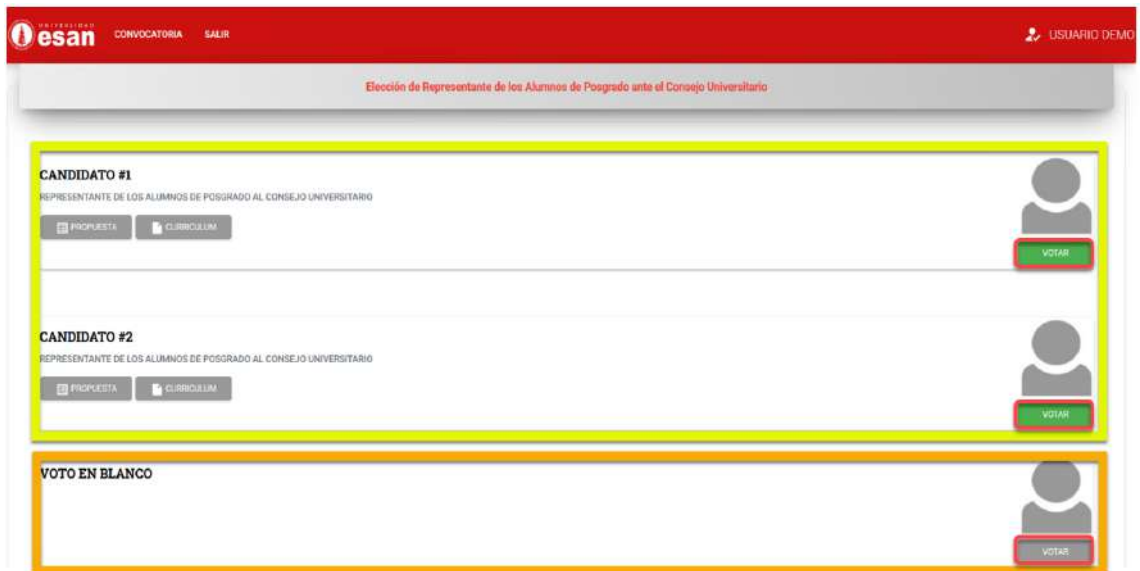 UNIVERSIDAD
esan
CONVOCATORIA SALIR
USUARIO DEMO
Elección de Representante de los Alumnos de Posgrado ante el Consejo Universitario
CANDIDATO #1
REPRESENTANTE DE LOS ALUMNOS DE POSGRADO AL CONSEJO UNIVERSITARIO
PROPUESTA CURRICULUM
VOTAR
CANDIDATO #2
REPRESENTANTE DE LOS ALUMNOS DE POSGRADO AL CONSEJO UNIVERSITARIO
PROPUESTA CURRICULUM
VOTAR
VOTO EN BLANCO
VOTAR